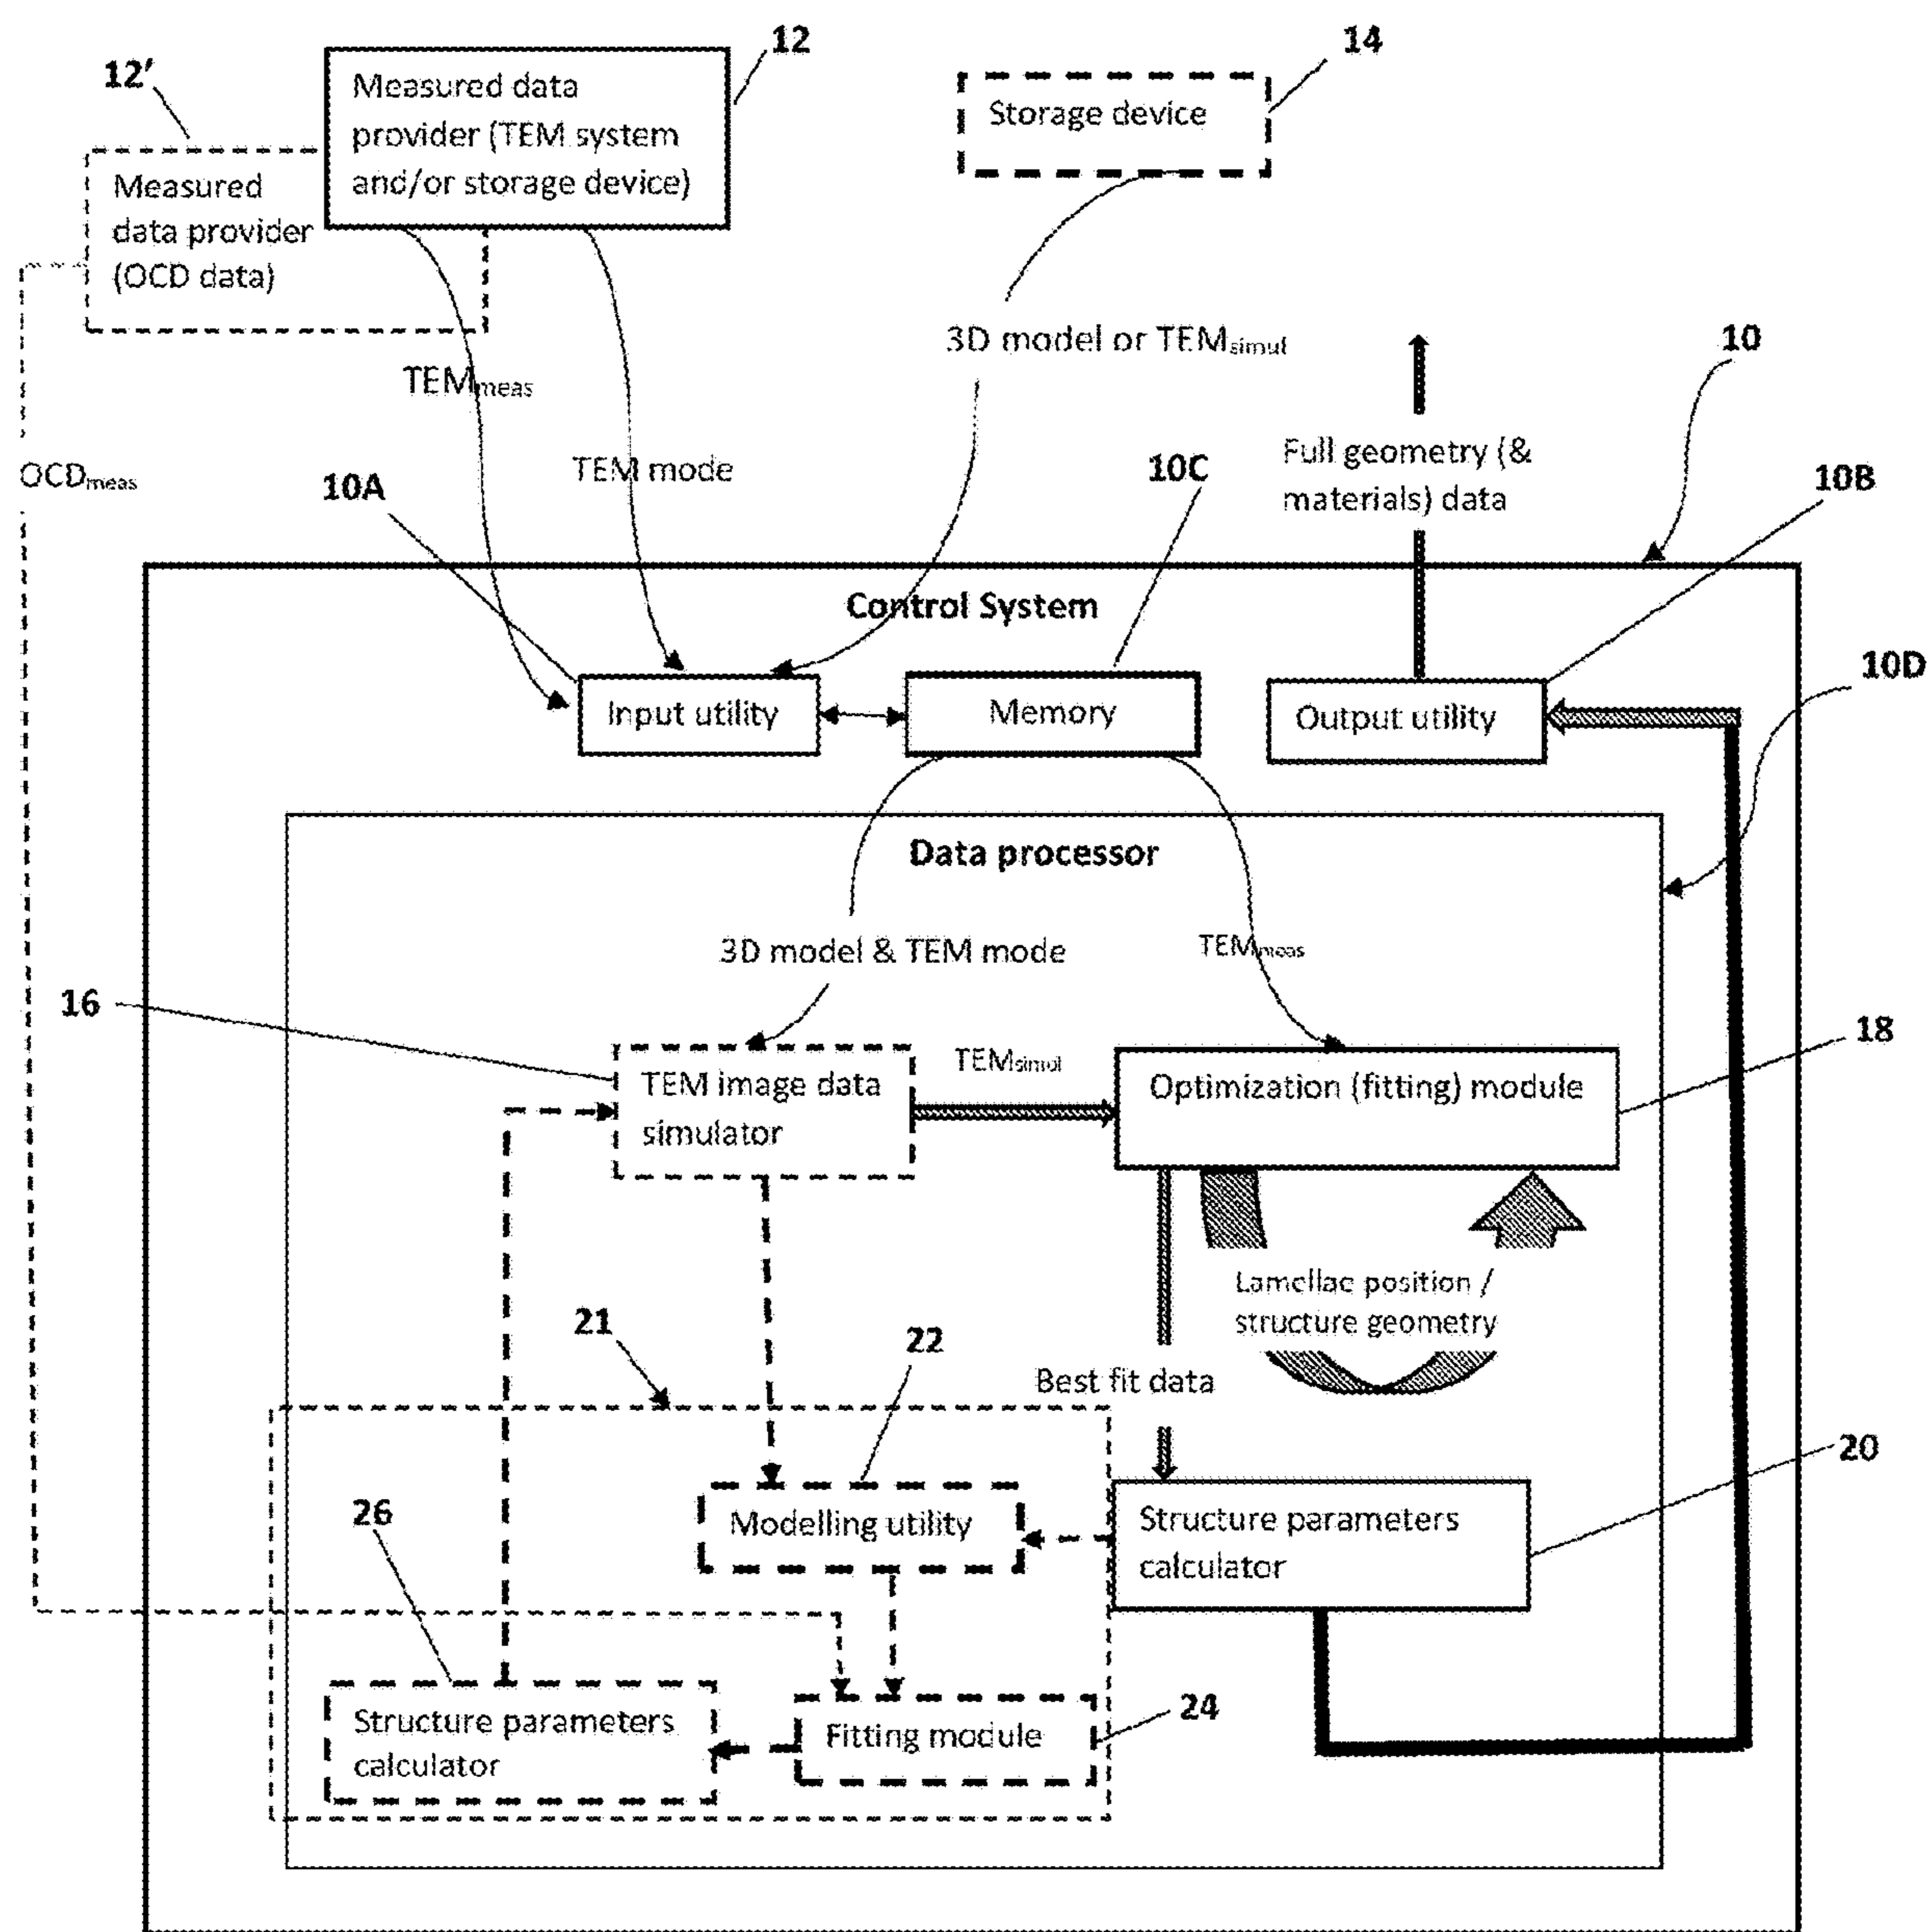 12
14
12'
Measured data
provider (TEM system
and/or storage device)
Storage device
Measured
data provider
(OCD data)
3D model or TEMsimul
10
TEMmeas
Full geometry (&
materials) data
OCDmeas
10A
TEM mode
10C
10B
Control System
10D
Input utility
Memory
Output utility
Data processor
3D model & TEM mode
TEMmeas
16
18
TEMsimul
TEM image data
simulator
Optimization (fitting) module
Lamellae position /
structure geometry
21
22
Best fit data
20
26
Modelling utility
Structure parameters
calculator
24
Structure parameters
calculator
Fitting module